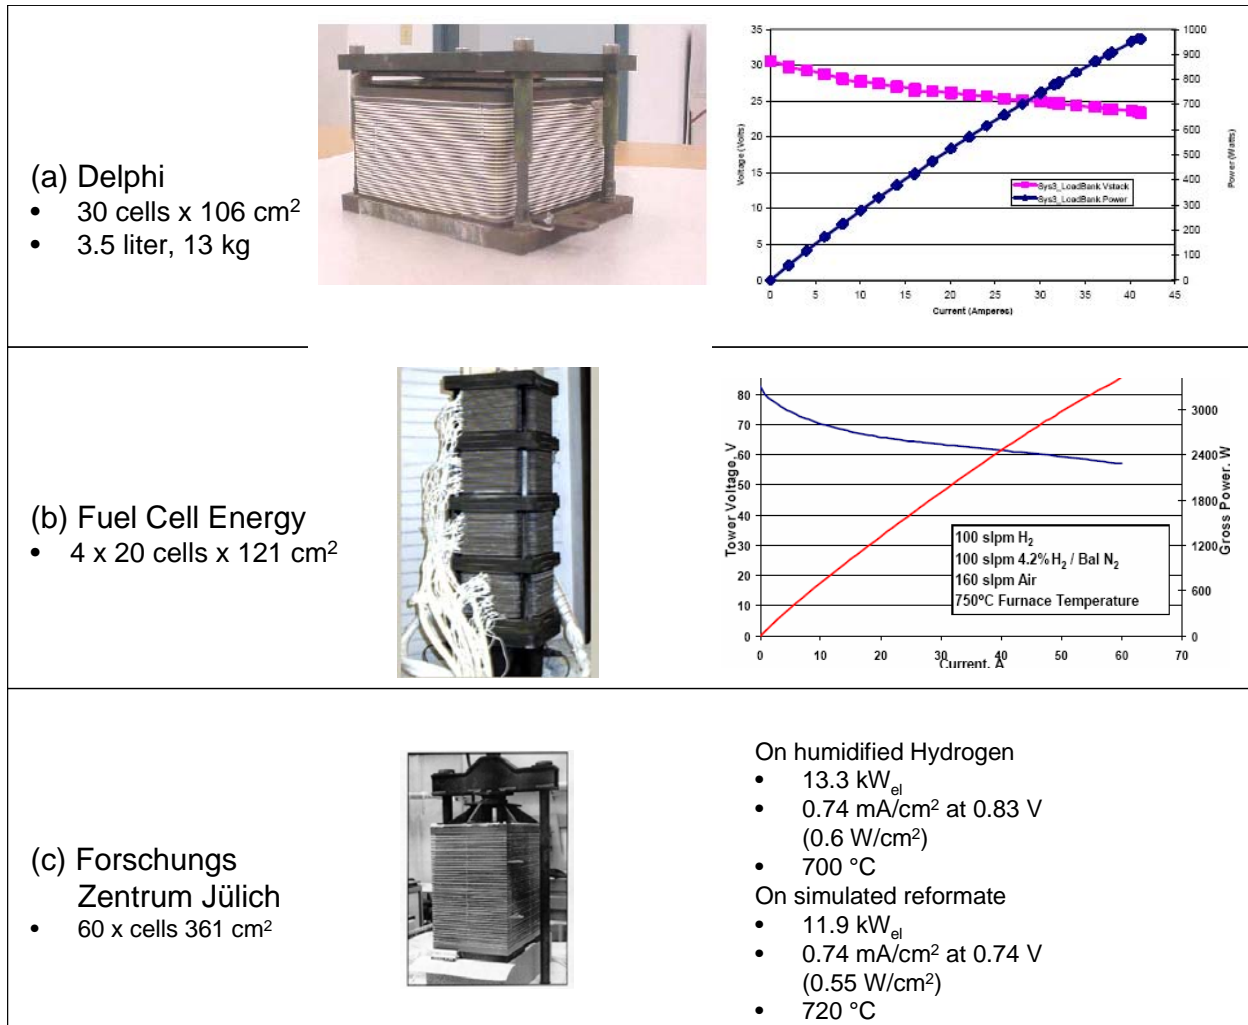 (a) Delphi
• 30 cells x 106 cm²
• 3.5 liter, 13 kg
35
30
25
20
15
10
5
0
Voltage (Volts)
1000
900
800
700
600
500
400
300
200
100
0
Power (Watts)
Sys3_LoadBank Vstack
Sys3_LoadBank Power
0 5 10 15 20 25 30 35 40 45
Current (Amperes)
(b) Fuel Cell Energy
• 4 x 20 cells x 121 cm²
80
70
60
50
40
30
20
10
0
Tower Voltage, V
3000
2400
1800
1200
600
0
Gross Power, W
100 slpm H₂
100 slpm 4.2% H₂ / Bal N₂
160 slpm Air
750ºC Furnace Temperature
0 10 20 30 40 50 60 70
Current, A
(c) Forschungs
Zentrum Jülich
• 60 x cells 361 cm²
On humidified Hydrogen
• 13.3 kWel
• 0.74 mA/cm² at 0.83 V
(0.6 W/cm²)
• 700 °C
On simulated reformate
• 11.9 kWel
• 0.74 mA/cm² at 0.74 V
(0.55 W/cm²)
• 720 °C